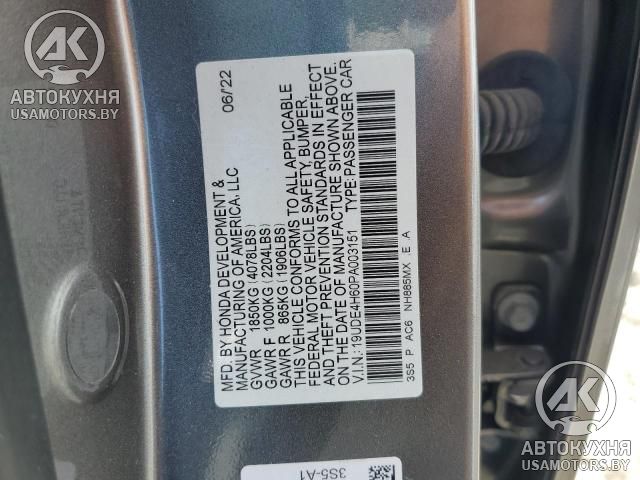 АВТОКУХНЯ
USAMOTORS.BY
MFD. BY HONDA DEVELOPMENT & 06/22
MANUFACTURING OF AMERICA, LLC
GVWR 1850KG (4078LBS)
GAWR F 1000KG (2204LBS)
GAWR R 865KG (1906LBS)
THIS VEHICLE CONFORMS TO ALL APPLICABLE
FEDERAL MOTOR VEHICLE SAFETY, BUMPER,
AND THEFT PREVENTION STANDARDS IN EFFECT
ON THE DATE OF MANUFACTURE SHOWN ABOVE.
V.I.N.: 19UDE4H60PA003151 TYPE:PASSENGER CAR
3S5 P AC6 NH885MX E A
3S5-A1
АВТОКУХНЯ
USAMOTORS.BY